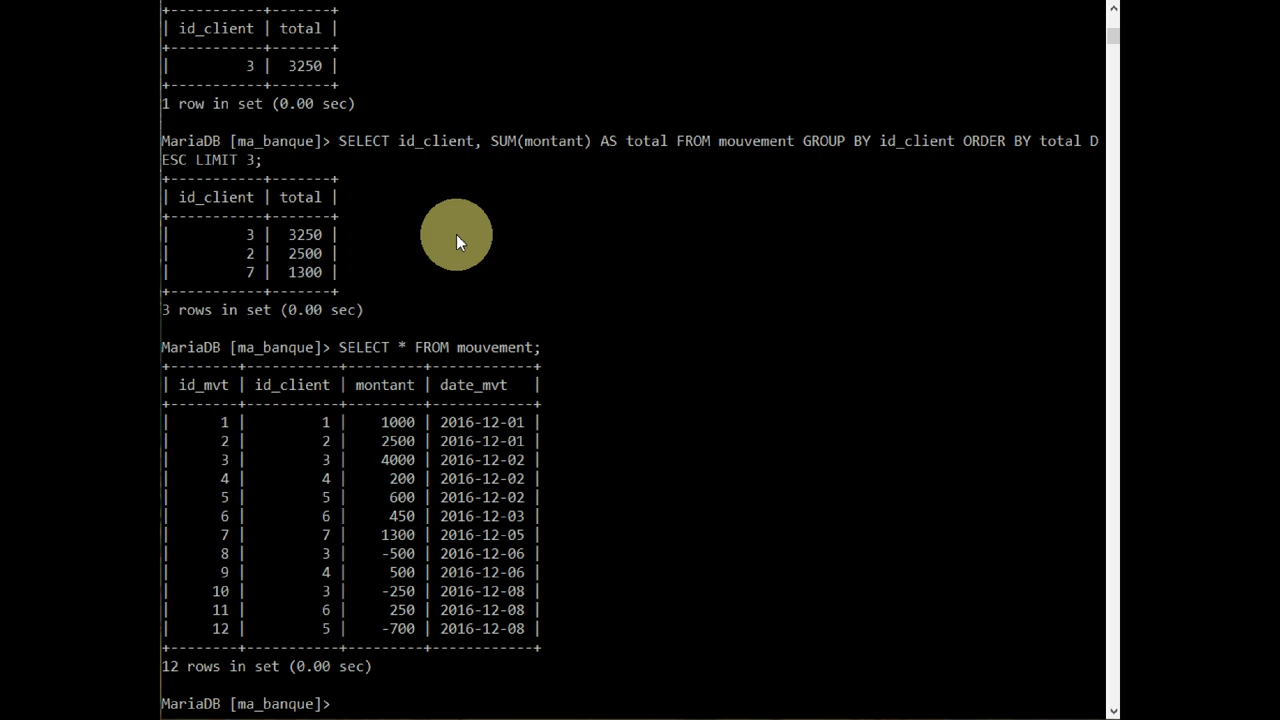 +-----------+-------+
| id_client | total |
+-----------+-------+
|         3 |  3250 |
+-----------+-------+
1 row in set (0.00 sec)
MariaDB [ma_banque]> SELECT id_client, SUM(montant) AS total FROM mouvement GROUP BY id_client ORDER BY total D
ESC LIMIT 3;
+-----------+-------+
| id_client | total |
+-----------+-------+
|         3 |  3250 |
|         2 |  2500 |
|         7 |  1300 |
+-----------+-------+
3 rows in set (0.00 sec)
MariaDB [ma_banque]> SELECT * FROM mouvement;
+--------+-----------+---------+------------+
| id_mvt | id_client | montant | date_mvt   |
+--------+-----------+---------+------------+
|      1 |         1 |    1000 | 2016-12-01 |
|      2 |         2 |    2500 | 2016-12-01 |
|      3 |         3 |    4000 | 2016-12-02 |
|      4 |         4 |     200 | 2016-12-02 |
|      5 |         5 |     600 | 2016-12-02 |
|      6 |         6 |     450 | 2016-12-03 |
|      7 |         7 |    1300 | 2016-12-05 |
|      8 |         3 |    -500 | 2016-12-06 |
|      9 |         4 |     500 | 2016-12-06 |
|     10 |         3 |    -250 | 2016-12-08 |
|     11 |         6 |     250 | 2016-12-08 |
|     12 |         5 |    -700 | 2016-12-08 |
+--------+-----------+---------+------------+
12 rows in set (0.00 sec)
MariaDB [ma_banque]>